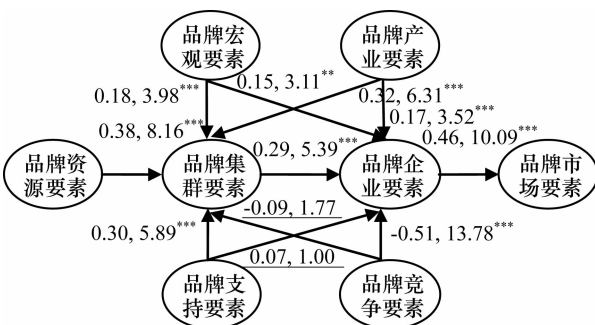 品牌宏
观要素
品牌产
业要素
0.15, 3.11**
0.32, 6.31***
0.18, 3.98***
0.17, 3.52***
0.38, 8.16***
0.46, 10.09***
0.29, 5.39***
品牌资
源要素
品牌集
群要素
品牌企
业要素
品牌市
场要素
-0.09, 1.77
0.30, 5.89***
-0.51, 13.78***
0.07, 1.00
品牌支
持要素
品牌竞
争要素